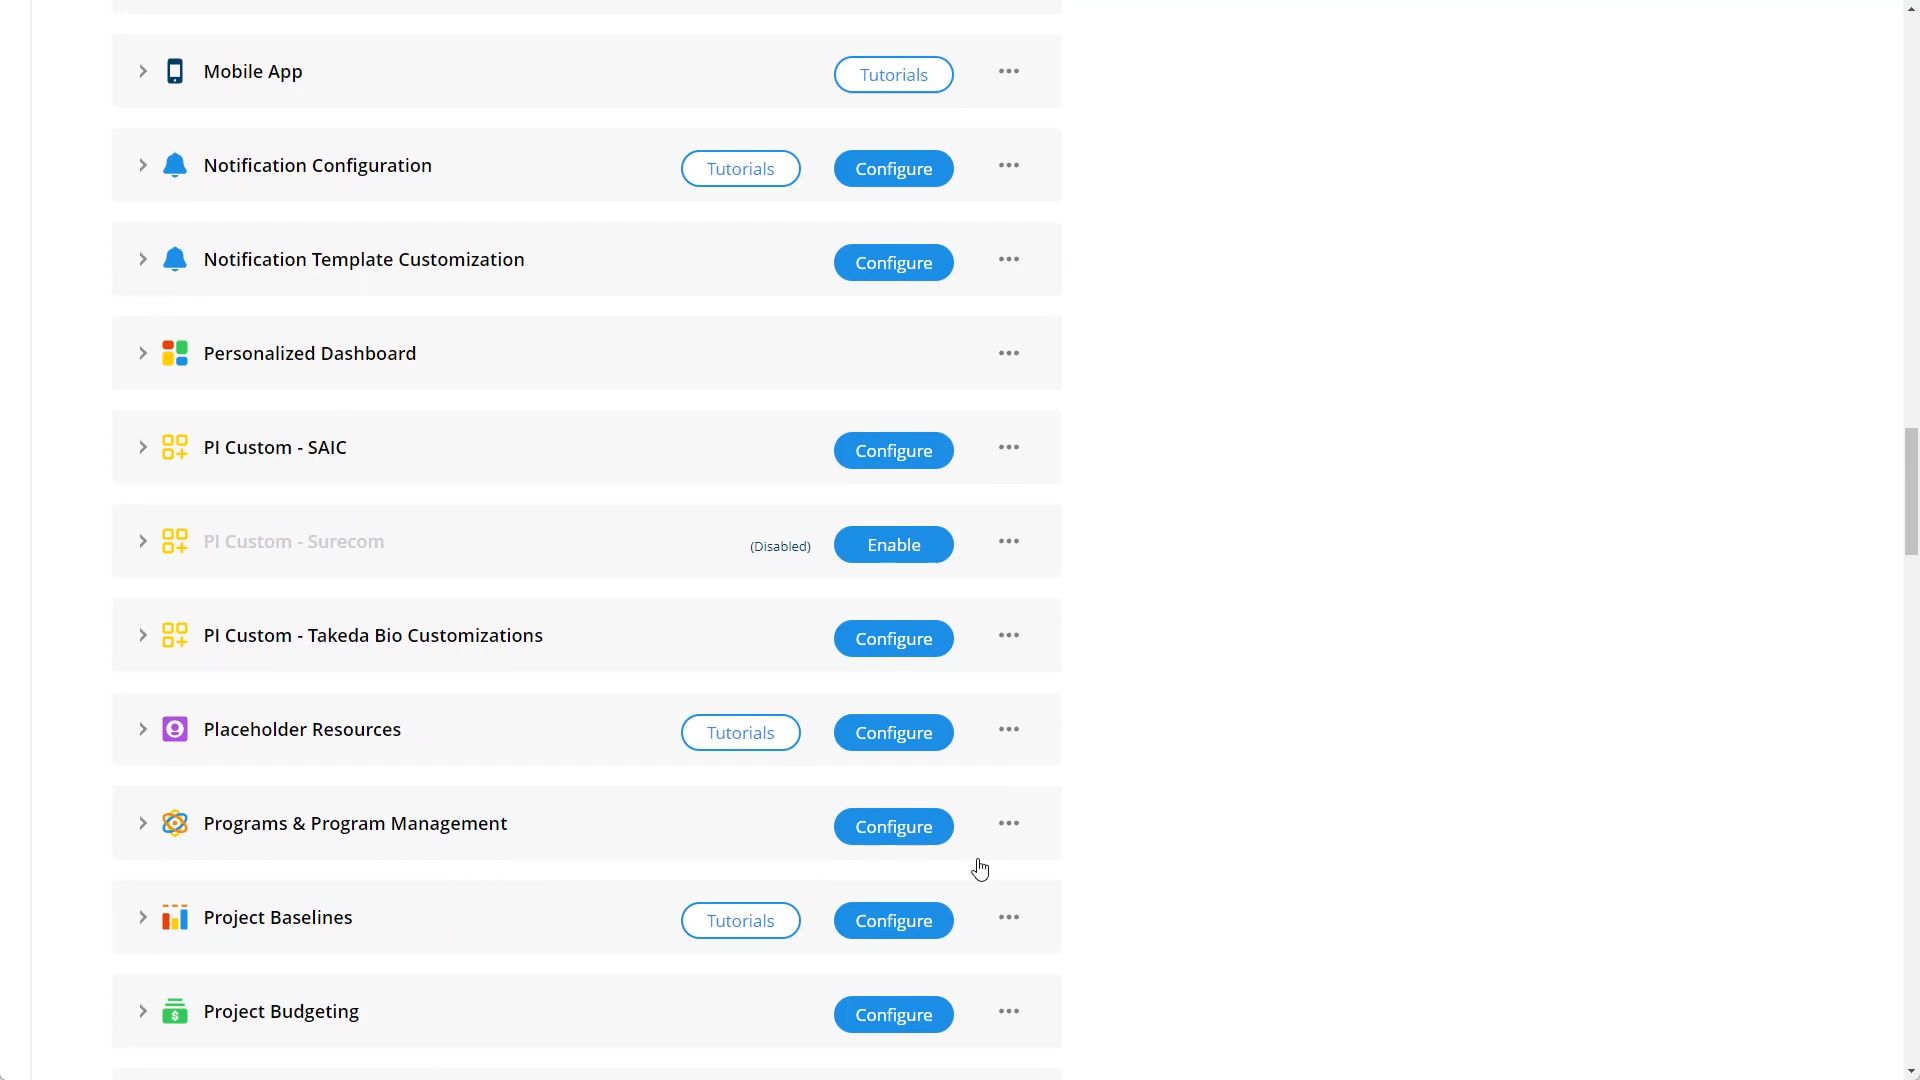 Mobile App
Tutorials
Notification Configuration
Tutorials
Configure
Notification Template Customization
Configure
Personalized Dashboard
PI Custom - SAIC
Configure
PI Custom - Surecom
(Disabled)
Enable
PI Custom - Takeda Bio Customizations
Configure
Placeholder Resources
Tutorials
Configure
Programs & Program Management
Configure
Project Baselines
Tutorials
Configure
Project Budgeting
Configure